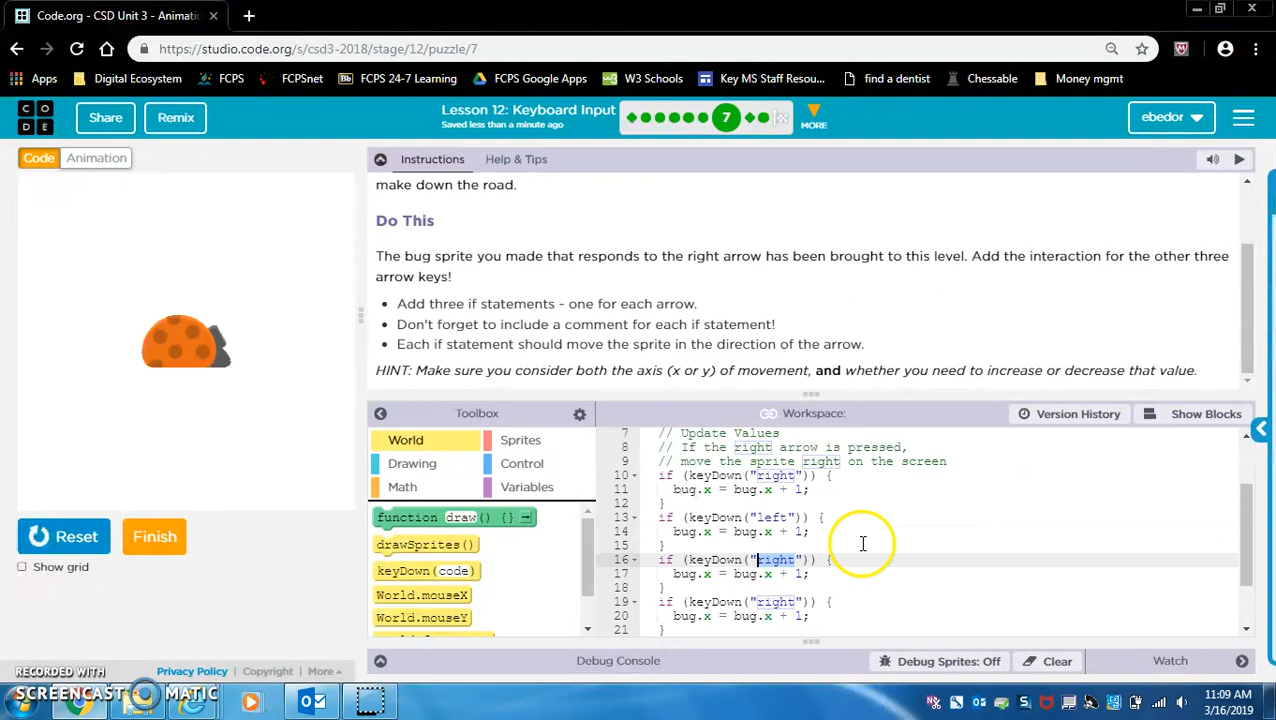 Code.org - CSD Unit 3 - Animatic
https://studio.code.org/s/csd3-2018/stage/12/puzzle/7
Apps Digital Ecosystem FCPS FCPSnet Bb FCPS 24-7 Learning FCPS Google Apps W3 Schools Key MS Staff Resou... find a dentist Chessable Money mgmt
C O D E Share Remix Lesson 12: Keyboard Input Saved less than a minute ago 7 MORE ebedor
Code Animation
Instructions Help & Tips
make down the road.
Do This
The bug sprite you made that responds to the right arrow has been brought to this level. Add the interaction for the other three
arrow keys!
• Add three if statements - one for each arrow.
• Don't forget to include a comment for each if statement!
• Each if statement should move the sprite in the direction of the arrow.
HINT: Make sure you consider both the axis (x or y) of movement, and whether you need to increase or decrease that value.
Toolbox Workspace: Version History Show Blocks
World Sprites
Drawing Control
Math Variables
function draw() {}
drawSprites()
keyDown(code)
World.mouseX
World.mouseY
7 // Update Values
8 // If the right arrow is pressed,
9 // move the sprite right on the screen
10 if (keyDown("right")) {
11 bug.x = bug.x + 1;
12 }
13 if (keyDown("left")) {
14 bug.x = bug.x + 1;
15 }
16 if (keyDown("right")) {
17 bug.x = bug.x + 1;
18 }
19 if (keyDown("right")) {
20 bug.x = bug.x + 1;
21 }
Reset Finish
Show grid
Debug Console Debug Sprites: Off Clear Watch
Privacy Policy Copyright More
RECORDED WITH
SCREENCAST MATIC
11:09 AM
3/16/2019